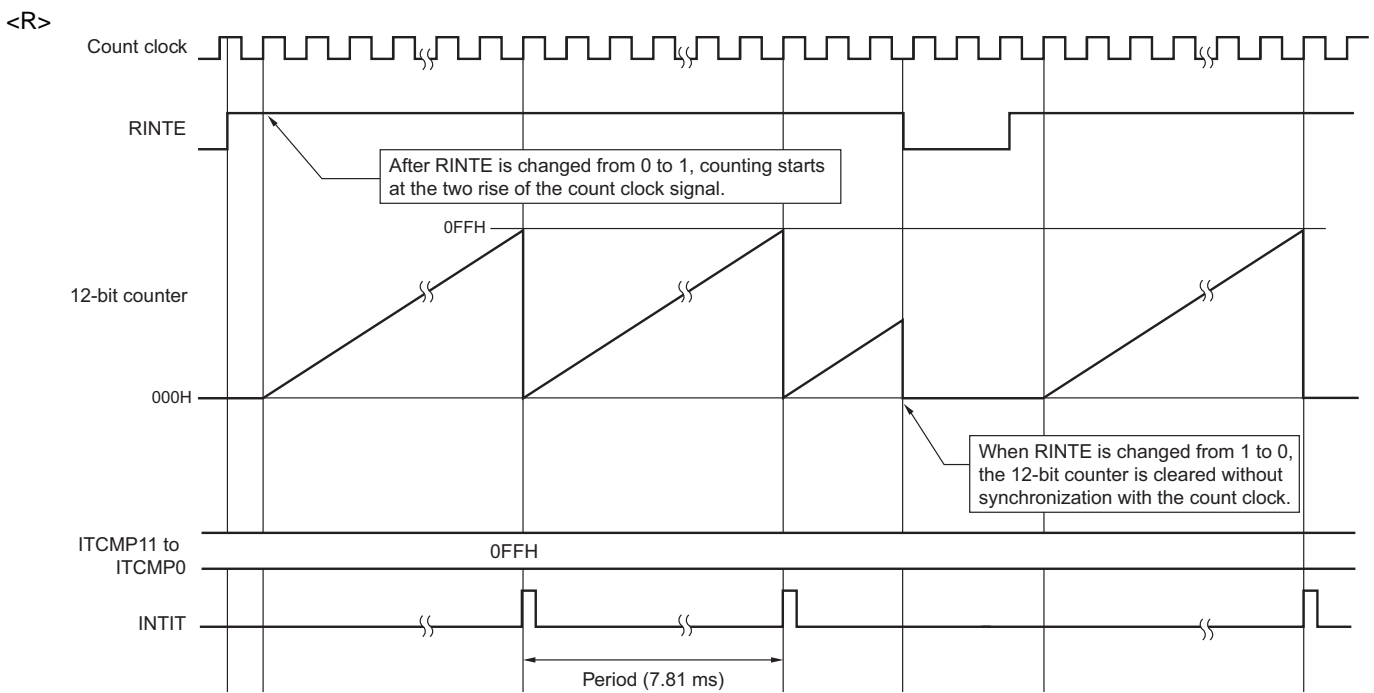 <R>
Count clock
RINTE
After RINTE is changed from 0 to 1, counting starts
at the two rise of the count clock signal.
0FFH
12-bit counter
000H
When RINTE is changed from 1 to 0,
the 12-bit counter is cleared without
synchronization with the count clock.
ITCMP11 to
ITCMP0
0FFH
INTIT
Period (7.81 ms)